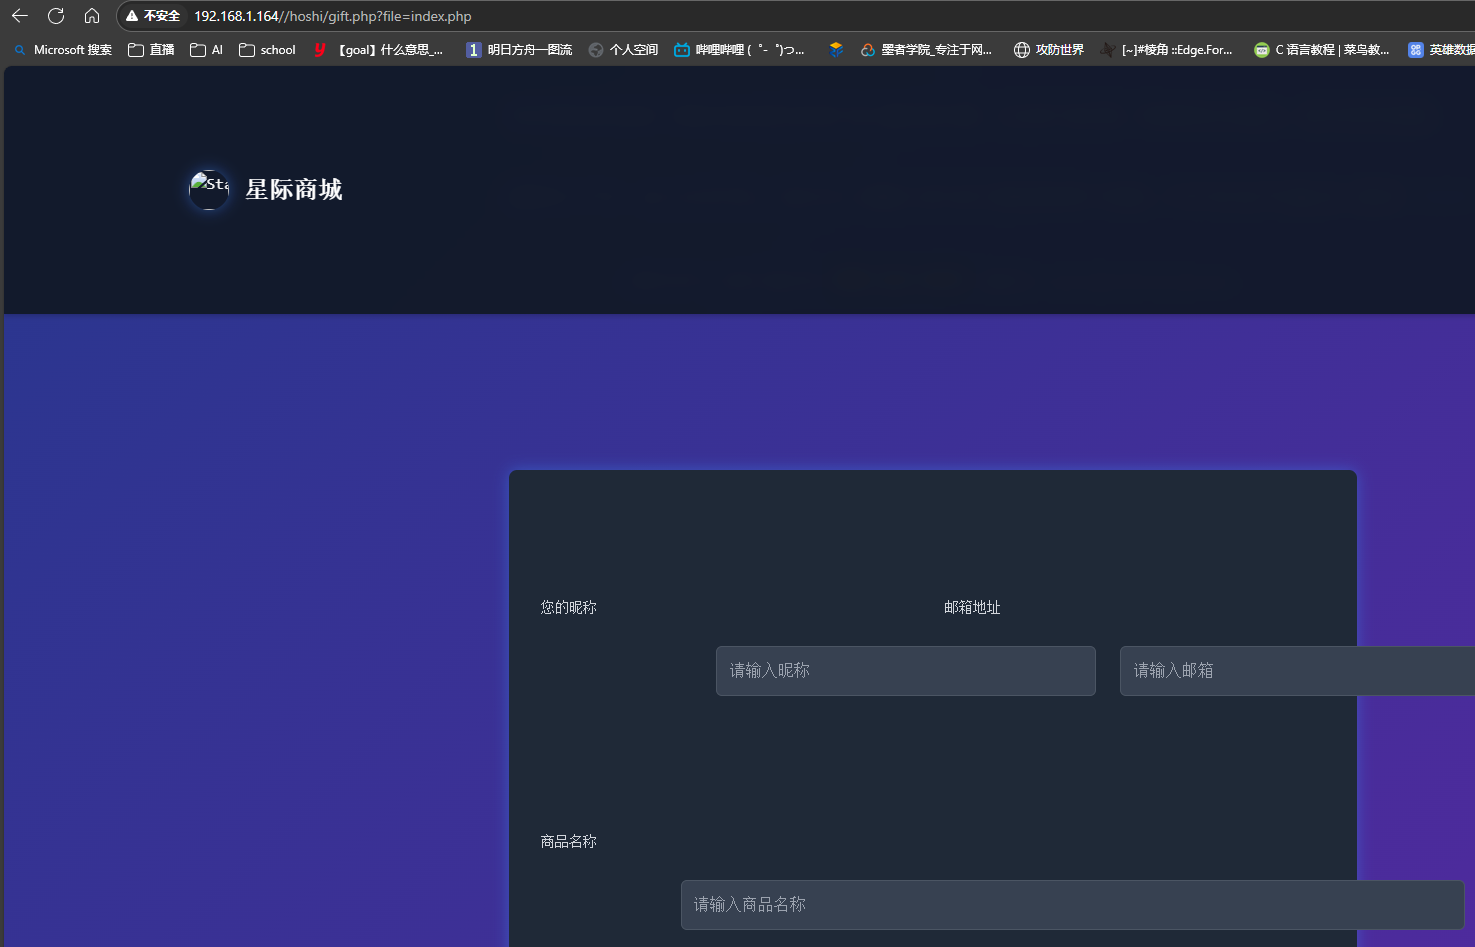 不安全 192.168.1.164//hoshi/gift.php?file=index.php
Microsoft 搜索 直播 AI school 【goal】什么意思_... 明日方舟一图流 个人空间 哔哩哔哩 ( ゜- ゜)つ... 墨者学院_专注于网... 攻防世界 [~]#棱角 ::Edge.For... C 语言教程 | 菜鸟教... 英雄数据
Sta
星际商城
您的昵称 邮箱地址
请输入昵称 请输入邮箱
商品名称
请输入商品名称